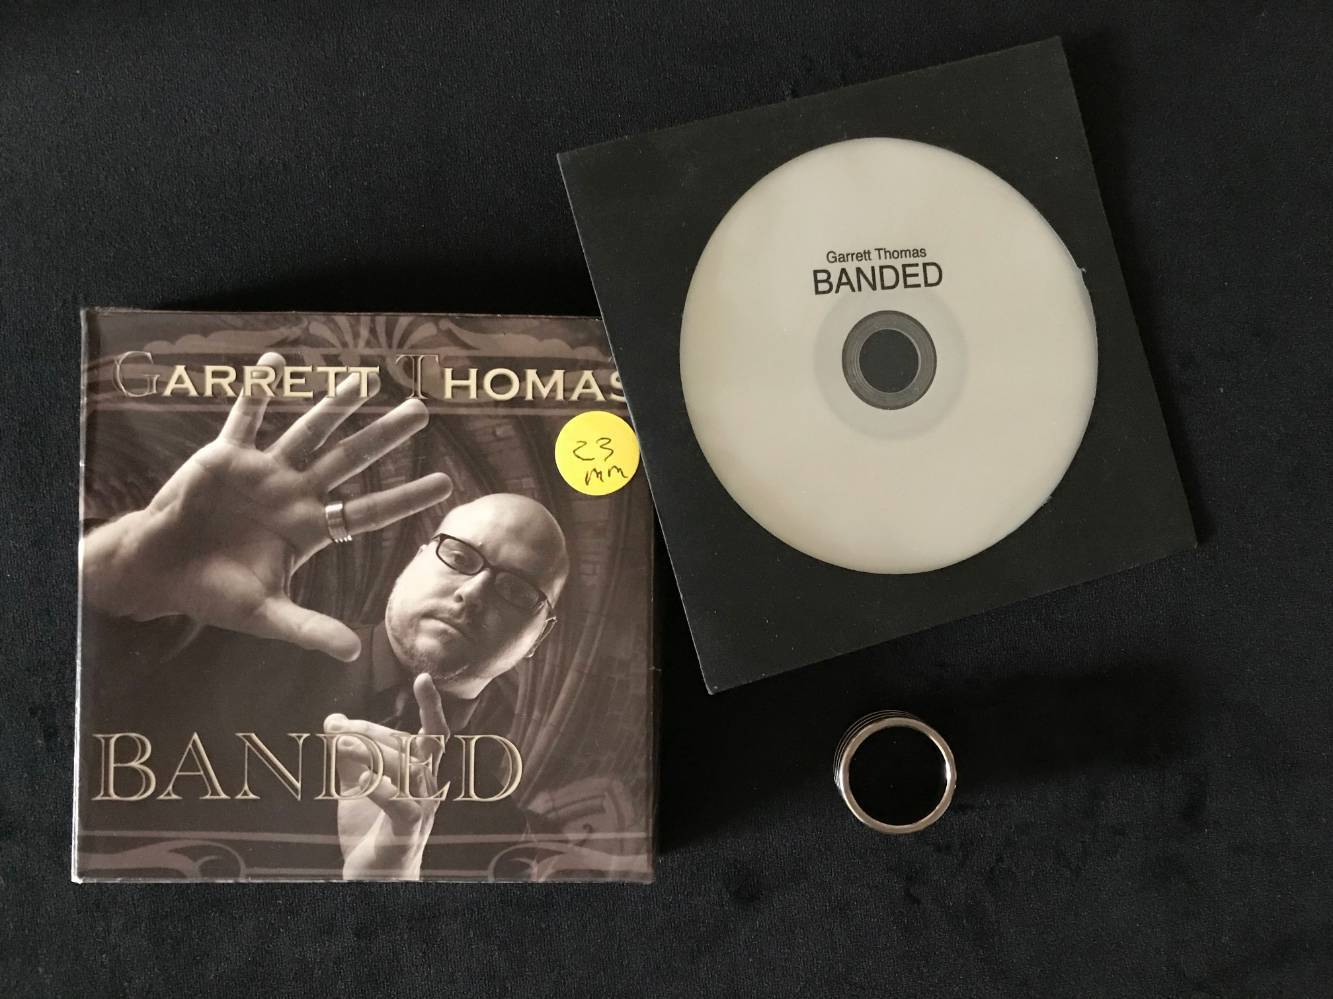 GARRETT THOMAS
23
mm
BANDED
Garrett Thomas
BANDED